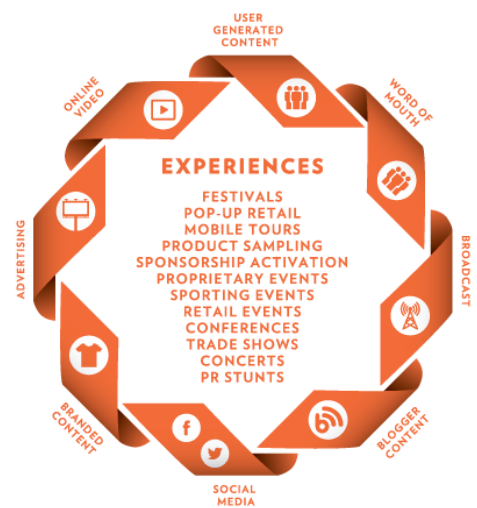 USER
GENERATED
CONTENT
WORD OF
MOUTH
BROADCAST
BLOGGER
CONTENT
SOCIAL
MEDIA
BRANDED
CONTENT
ADVERTISING
ONLINE
VIDEO
EXPERIENCES
FESTIVALS
POP-UP RETAIL
MOBILE TOURS
PRODUCT SAMPLING
SPONSORSHIP ACTIVATION
PROPRIETARY EVENTS
SPORTING EVENTS
RETAIL EVENTS
CONFERENCES
TRADE SHOWS
CONCERTS
PR STUNTS